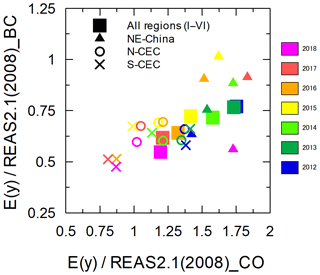 1.25
All regions (I–VI)
NE-China
N-CEC
S-CEC
1
0.75
0.5
0.25
0.5 0.75 1 1.25 1.5 1.75 2
E(y) / REAS2.1(2008)_BC
E(y) / REAS2.1(2008)_CO
2018
2017
2016
2015
2014
2013
2012